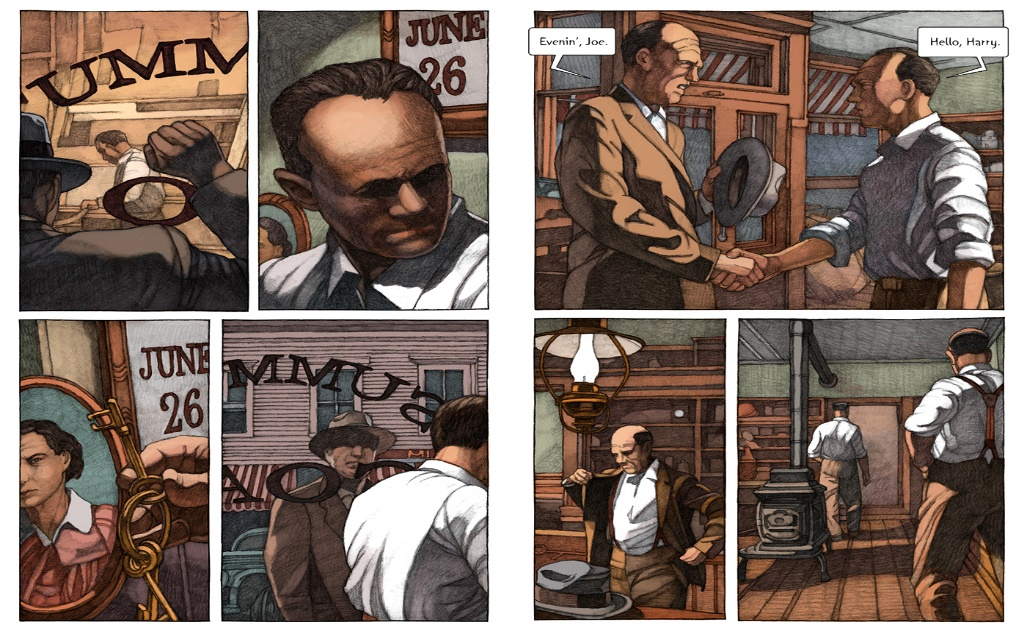 UMM
O
JUNE
26
JUNE
26
MMUS
AO
Evenin', Joe.
Hello, Harry.